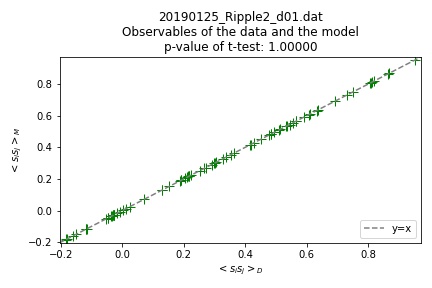 20190125_Ripple2_d01.dat
Observables of the data and the model
p-value of t-test: 1.00000
< s_i s_j >_M
0.8
0.6
0.4
0.2
0.0
−0.2
−0.2 0.0 0.2 0.4 0.6 0.8
y=x
< s_i s_j >_D